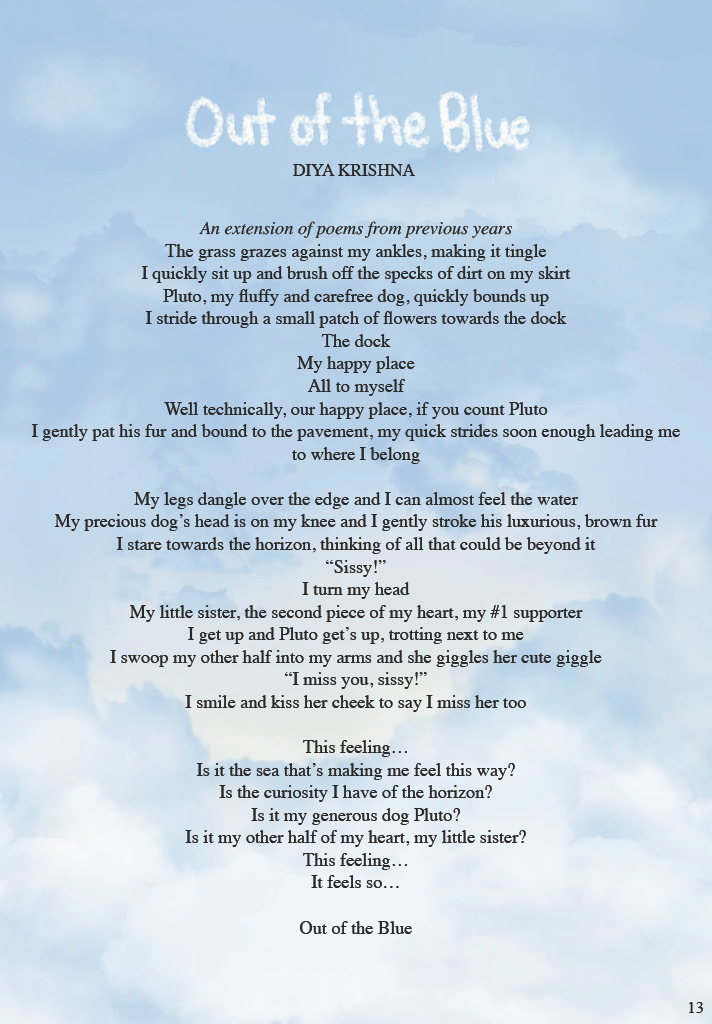 Out of the Blue
DIYA KRISHNA
An extension of poems from previous years
The grass grazes against my ankles, making it tingle
I quickly sit up and brush off the specks of dirt on my skirt
Pluto, my fluffy and carefree dog, quickly bounds up
I stride through a small patch of flowers towards the dock
The dock
My happy place
All to myself
Well technically, our happy place, if you count Pluto
I gently pat his fur and bound to the pavement, my quick strides soon enough leading me
to where I belong
My legs dangle over the edge and I can almost feel the water
My precious dog’s head is on my knee and I gently stroke his luxurious, brown fur
I stare towards the horizon, thinking of all that could be beyond it
“Sissy!”
I turn my head
My little sister, the second piece of my heart, my #1 supporter
I get up and Pluto get’s up, trotting next to me
I swoop my other half into my arms and she giggles her cute giggle
“I miss you, sissy!”
I smile and kiss her cheek to say I miss her too
This feeling…
Is it the sea that’s making me feel this way?
Is the curiosity I have of the horizon?
Is it my generous dog Pluto?
Is it my other half of my heart, my little sister?
This feeling…
It feels so…
Out of the Blue
13